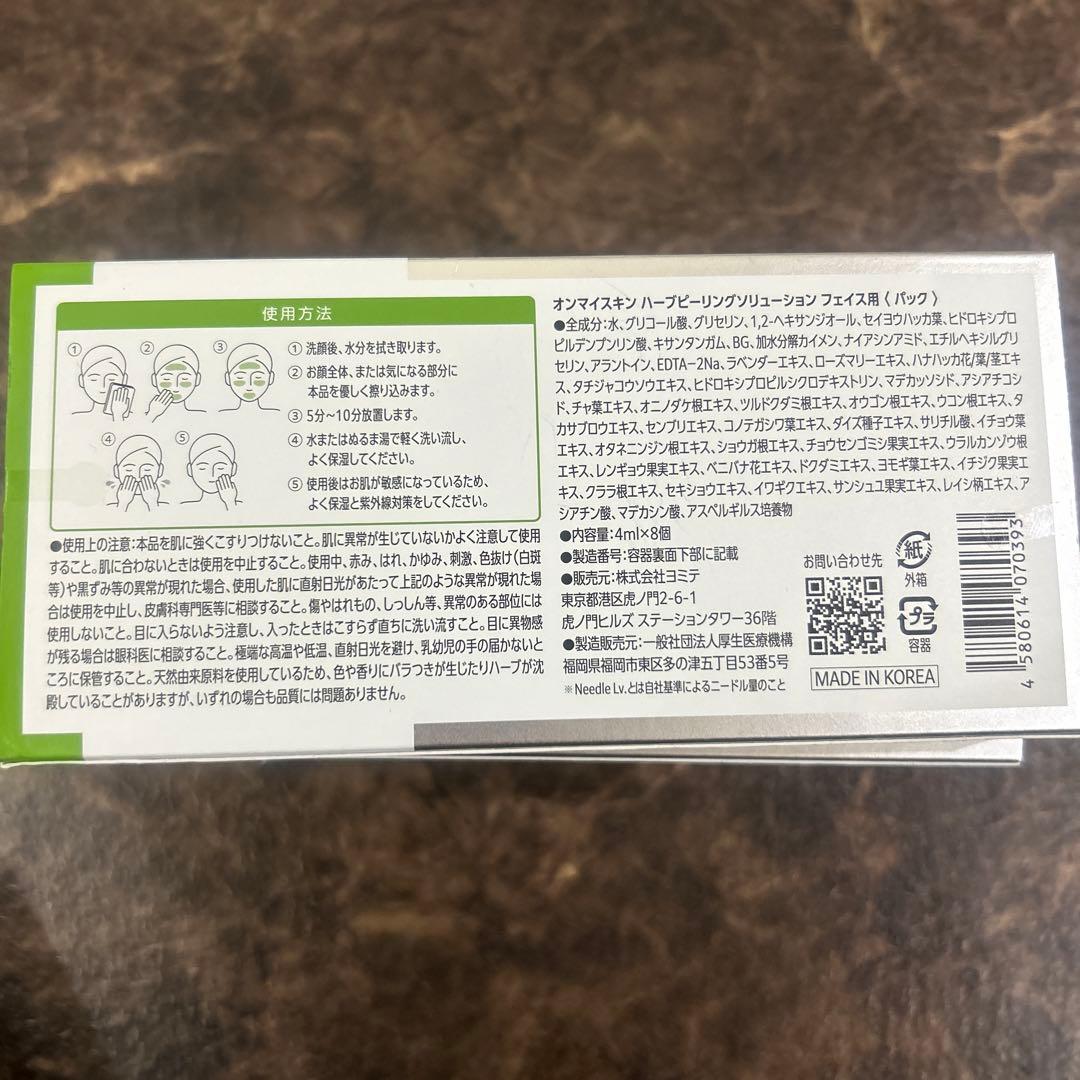 使用方法
①
②
③
④
⑤
①洗顔後、水分を拭き取ります。
②お顔全体、または気になる部分に
本品を優しく擦り込みます。
③5分〜10分放置します。
④水またはぬるま湯で軽く洗い流し、
よく保湿してください。
⑤使用後はお肌が敏感になっているため、
よく保湿と紫外線対策をしてください。
●使用上の注意:本品を肌に強くこすりつけないこと。肌に異常が生じていないかよく注意して使用
すること。肌に合わないときは使用を中止すること。使用中、赤み、はれ、かゆみ、刺激、色抜け(白斑
等)や黒ずみ等の異常が現れた場合、使用した肌に直射日光があたって上記のような異常が現れた場
合は使用を中止し、皮膚科専門医等に相談すること。傷やはれもの、しっしん等、異常のある部位には
使用しないこと。目に入らないよう注意し、入ったときはこすらず直ちに洗い流すこと。目に異物感
が残る場合は眼科医に相談すること。極端な高温や低温、直射日光を避け、乳幼児の手の届かないと
ころに保管すること。天然由来原料を使用しているため、色や香りにバラつきが生じたりハーブが沈
殿していることがありますが、いずれの場合も品質には問題ありません。
オンマイスキン ハーブピーリングソリューション フェイス用〈パック〉
●全成分:水、グリコール酸、グリセリン、1,2-ヘキサンジオール、セイヨウハッカ葉、ヒドロキシプロ
ピルデンプンリン酸、キサンタンガム、BG、加水分解カイメン、ナイアシンアミド、エチルヘキシルグリ
セリン、アラントイン、EDTA-2Na、ラベンダーエキス、ローズマリーエキス、ハナハッカ花/葉/茎エキ
ス、タチジャコウソウエキス、ヒドロキシプロピルシクロデキストリン、マデカッソシド、アシアチコシ
ド、チャ葉エキス、オニノダケ根エキス、ツルドクダミ根エキス、オウゴン根エキス、ウコン根エキス、タ
カサブロウエキス、センブリエキス、コノテガシワ葉エキス、ダイズ種子エキス、サリチル酸、イチョウ葉
エキス、オタネニンジン根エキス、ショウガ根エキス、チョウセンゴミシ果実エキス、ウラルカンゾウ根
エキス、レンギョウ果実エキス、ベニバナ花エキス、ドクダミエキス、ヨモギ葉エキス、イチジク果実エ
キス、クララ根エキス、セキショウエキス、イワギクエキス、サンシュユ果実エキス、レイシ柄エキス、ア
シアチン酸、マデカシン酸、アスペルギルス培養物
●内容量:4ml×8個
●製造番号:容器裏面下部に記載
●販売元:株式会社ヨミテ
東京都港区虎ノ門2-6-1
虎ノ門ヒルズ ステーションタワー36階
●製造販売元:一般社団法人厚生医療機構
福岡県福岡市東区多の津五丁目53番5号
※Needle Lv.とは自社基準によるニードル量のこと
お問い合わせ先
MADE IN KOREA
紙
外箱
プラ
容器
4 580614 070393